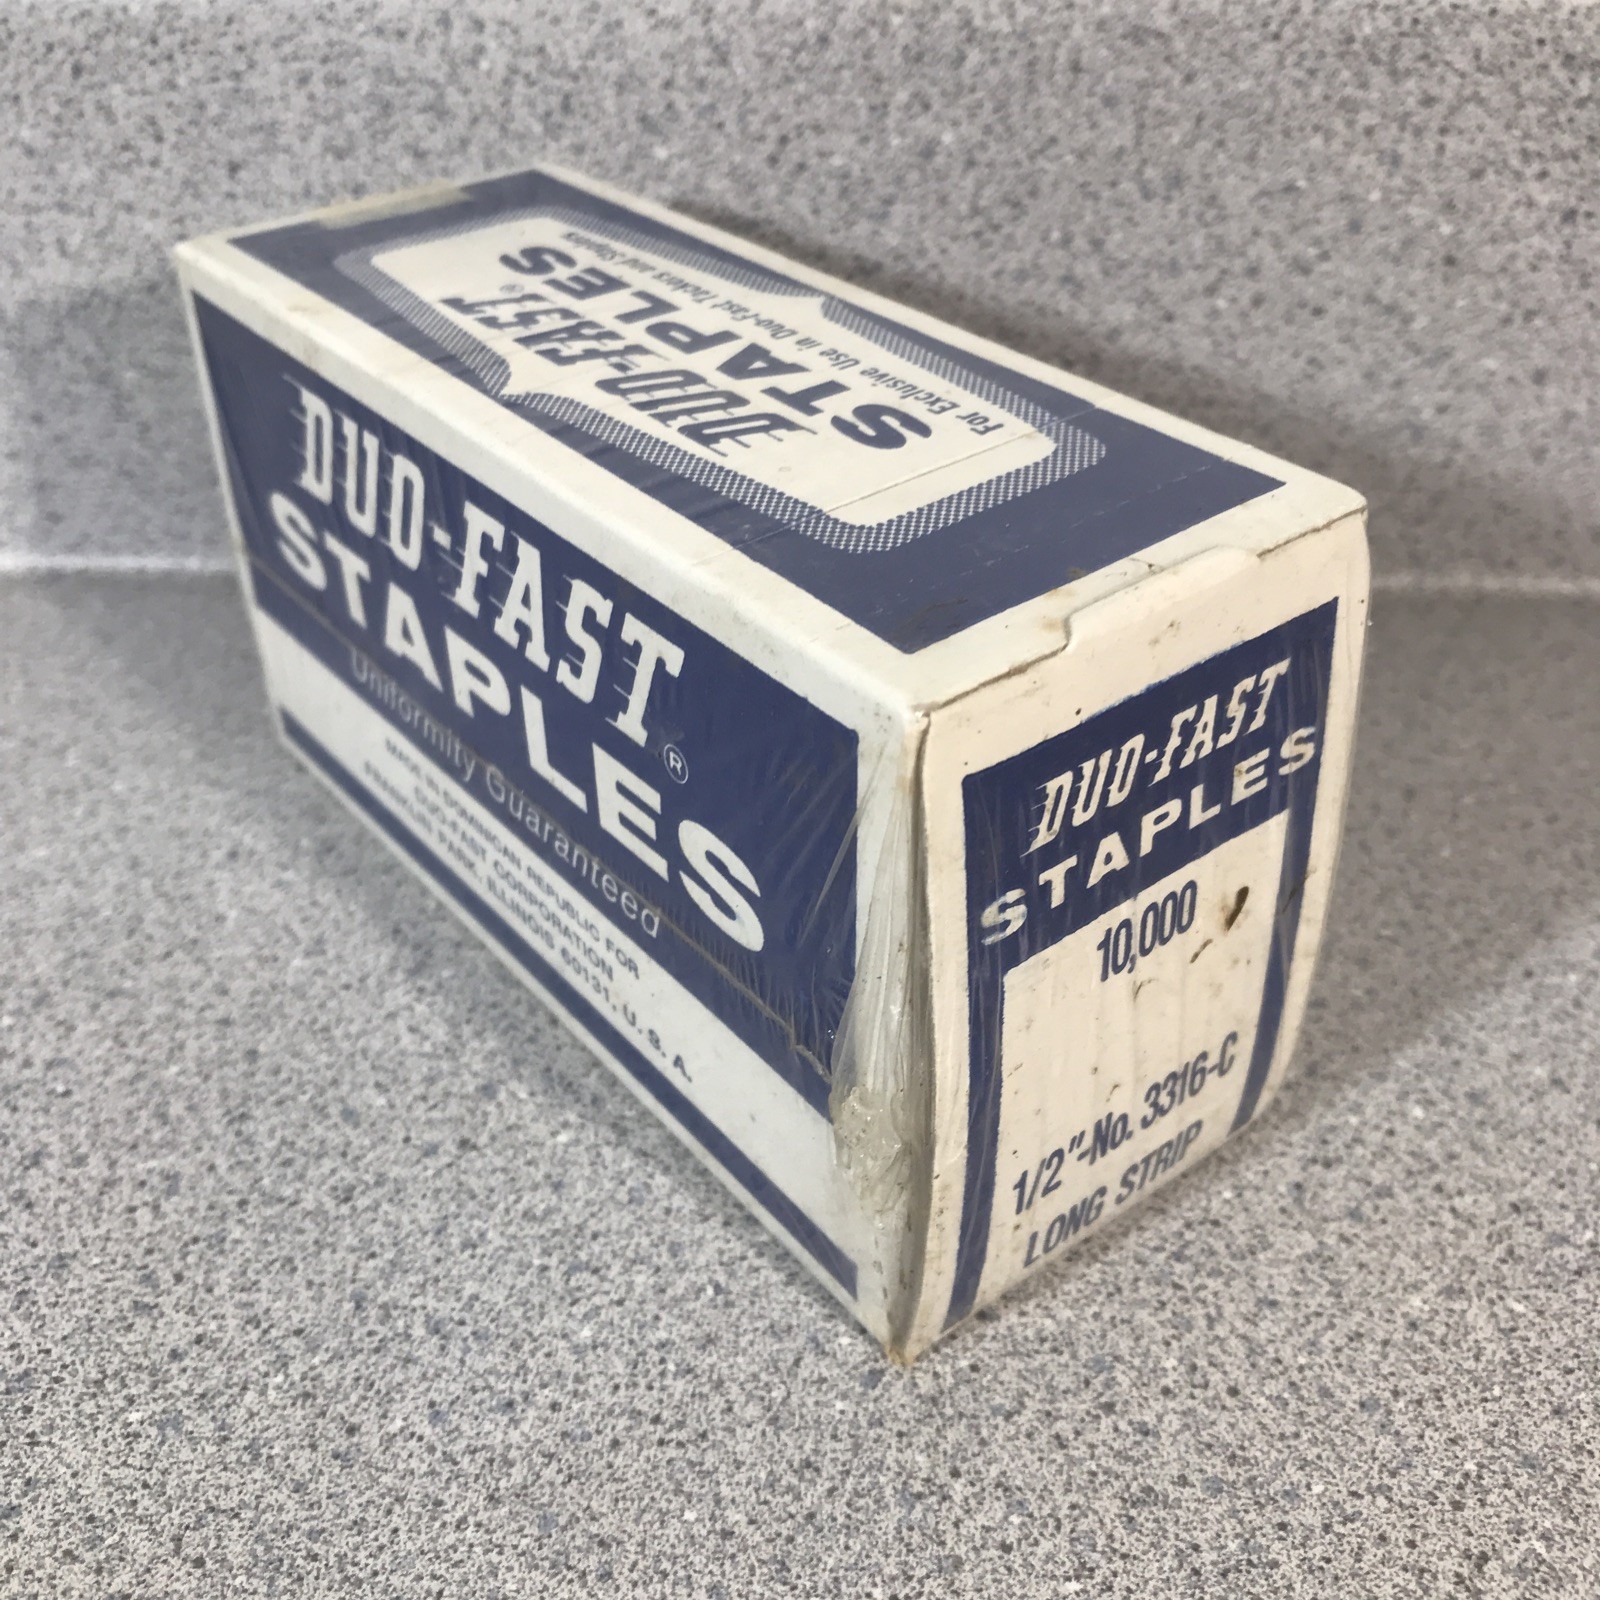 DUO-FAST®
STAPLES
For Exclusive Use in Duo-Fast Tackers and Staplers
DUO-FAST®
STAPLES
Uniformity Guaranteed
MADE IN DOMINICAN REPUBLIC FOR
DUO-FAST CORPORATION
FRANKLIN PARK, ILLINOIS 60131, U.S.A.
DUO-FAST
STAPLES
10,000
1/2"-No. 3316-C
LONG STRIP